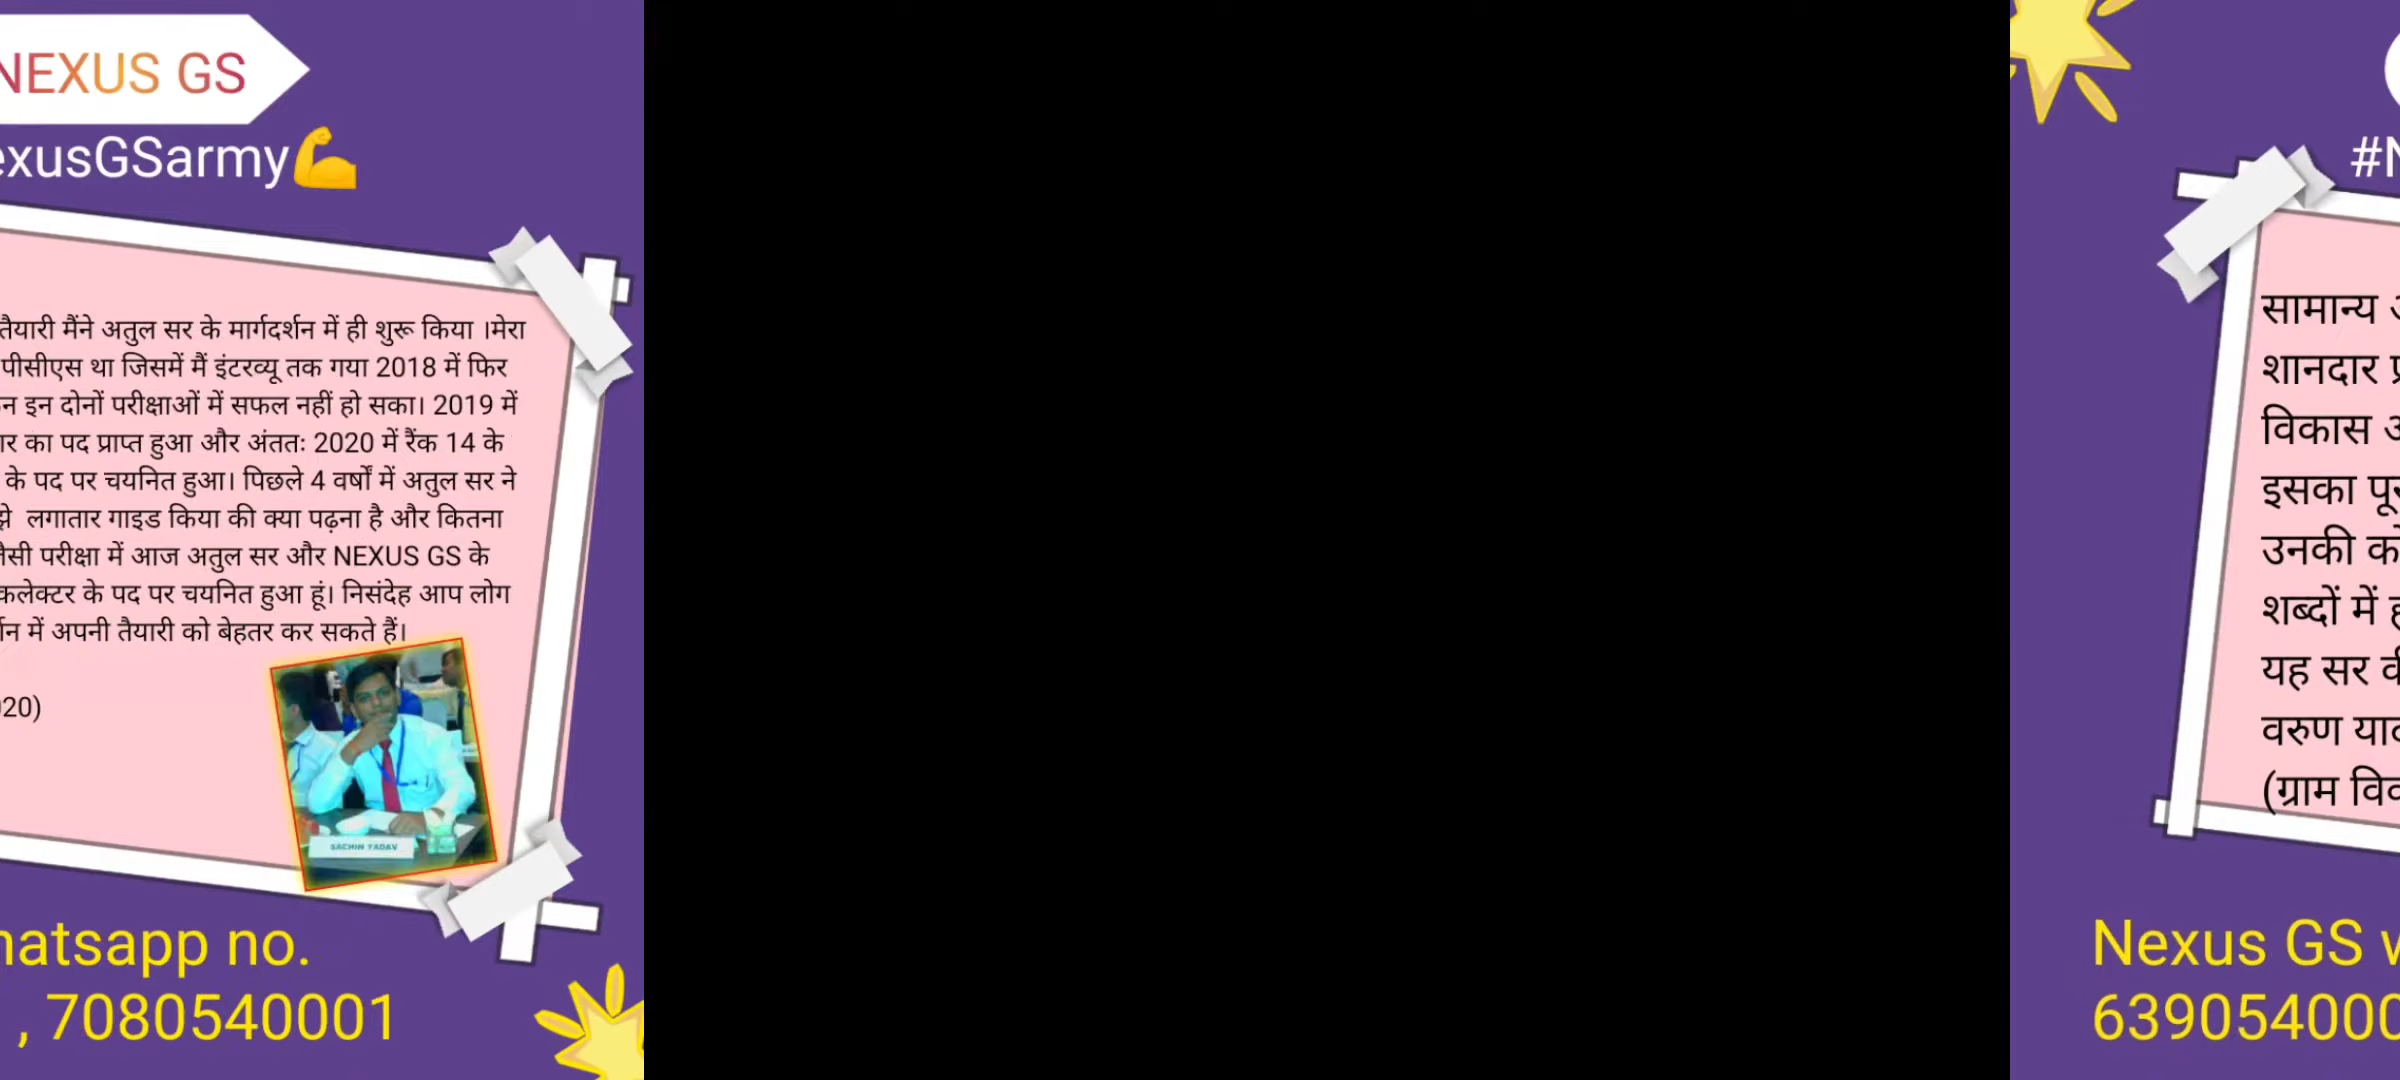 NEXUS GS
exusGSarmy💪
तैयारी मैंने अतुल सर के मार्गदर्शन में ही शुरू किया ।मेरा
पीसीएस था जिसमें मैं इंटरव्यू तक गया 2018 में फिर
न इन दोनों परीक्षाओं में सफल नहीं हो सका। 2019 में
र का पद प्राप्त हुआ और अंततः 2020 में रैंक 14 के
के पद पर चयनित हुआ। पिछले 4 वर्षों में अतुल सर ने
लगातार गाइड किया की क्या पढ़ना है और कितना
सी परीक्षा में आज अतुल सर और NEXUS GS के
कलेक्टर के पद पर चयनित हुआ हूं। निसंदेह आप लोग
न में अपनी तैयारी को बेहतर कर सकते हैं।
20)
SACHIN YADAV
hatsapp no.
, 7080540001
#N
सामान्य
शानदार
विकास
इसका
उनकी
शब्दों में
यह सर
वरुण
(ग्राम
Nexus GS
639054000